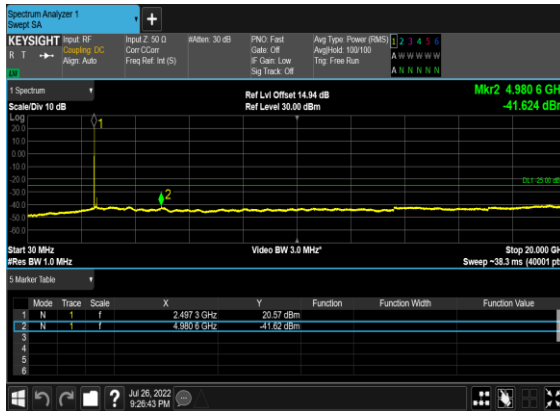 Spectrum Analyzer 1
Swept SA
+
KEYSIGHT Input: RF Input Z: 50 Ω #Atten: 30 dB PNO: Fast Avg Type: Power (RMS) 1 2 3 4 5 6
R T Coupling: DC Corr CCorr Gate: Off Avg|Hold: 100/100 A W W W W W
Align: Auto Freq Ref: Int (S) IF Gain: Low Trig: Free Run
Sig Track: Off A N N N N N
1 Spectrum Ref Lvl Offset 14.94 dB Mkr2 4.980 6 GH
Scale/Div 10 dB Ref Level 30.00 dBm -41.624 dBr
Log
20.0
10.0
0.00
-10.0
-20.0
-30.0
-40.0
-50.0
-60.0
1
2
DL1 -25.00 dB
Start 30 MHz Video BW 3.0 MHz* Stop 20.000 GH
#Res BW 1.0 MHz Sweep ~38.3 ms (40001 pt
5 Marker Table
Mode Trace Scale X Y Function Function Width Function Value
1 N 1 f 2.497 3 GHz 20.57 dBm
2 N 1 f 4.980 6 GHz -41.62 dBm
3
4
5
6
? Jul 26, 2022
9:26:43 PM